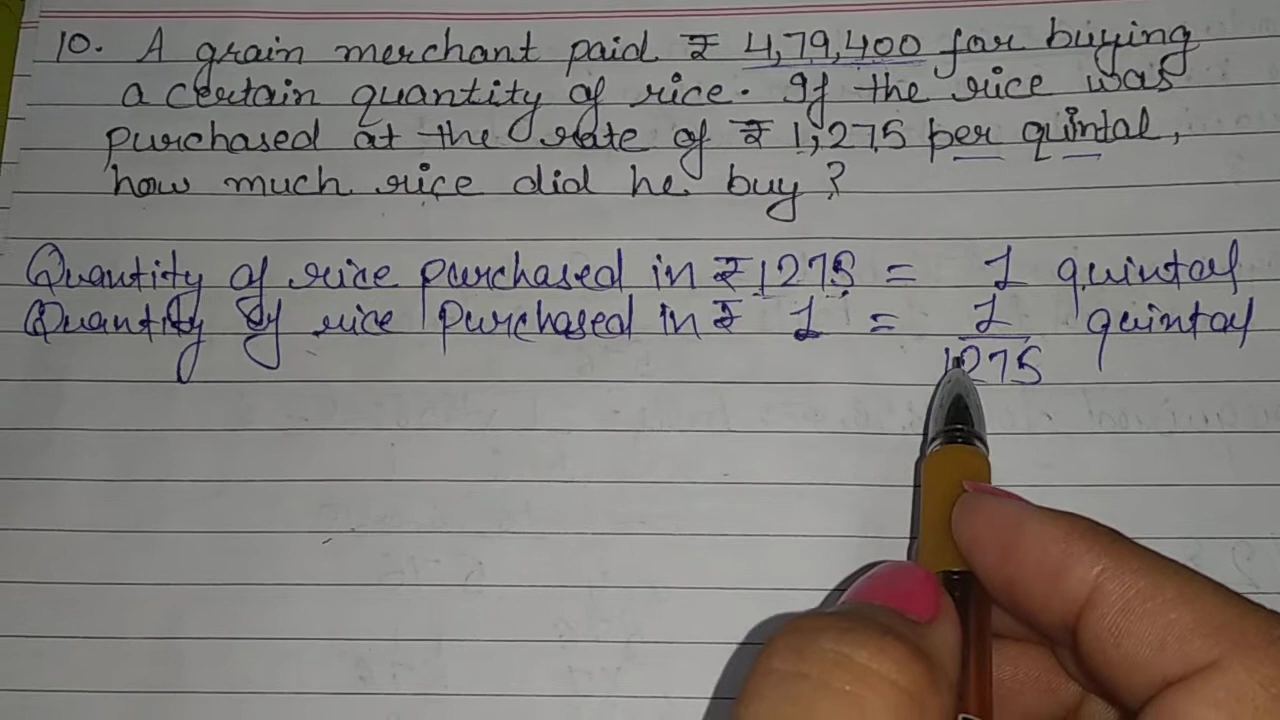 10. A grain merchant paid ₹ 4,79,400 for buying
a certain quantity of rice. If the rice was
purchased at the rate of ₹ 1,275 per quintal,
how much rice did he buy?
Quantity of rice purchased in ₹ 1275 = 1 quintal
Quantity of rice purchased in ₹ 1 = 1 quintal
1275